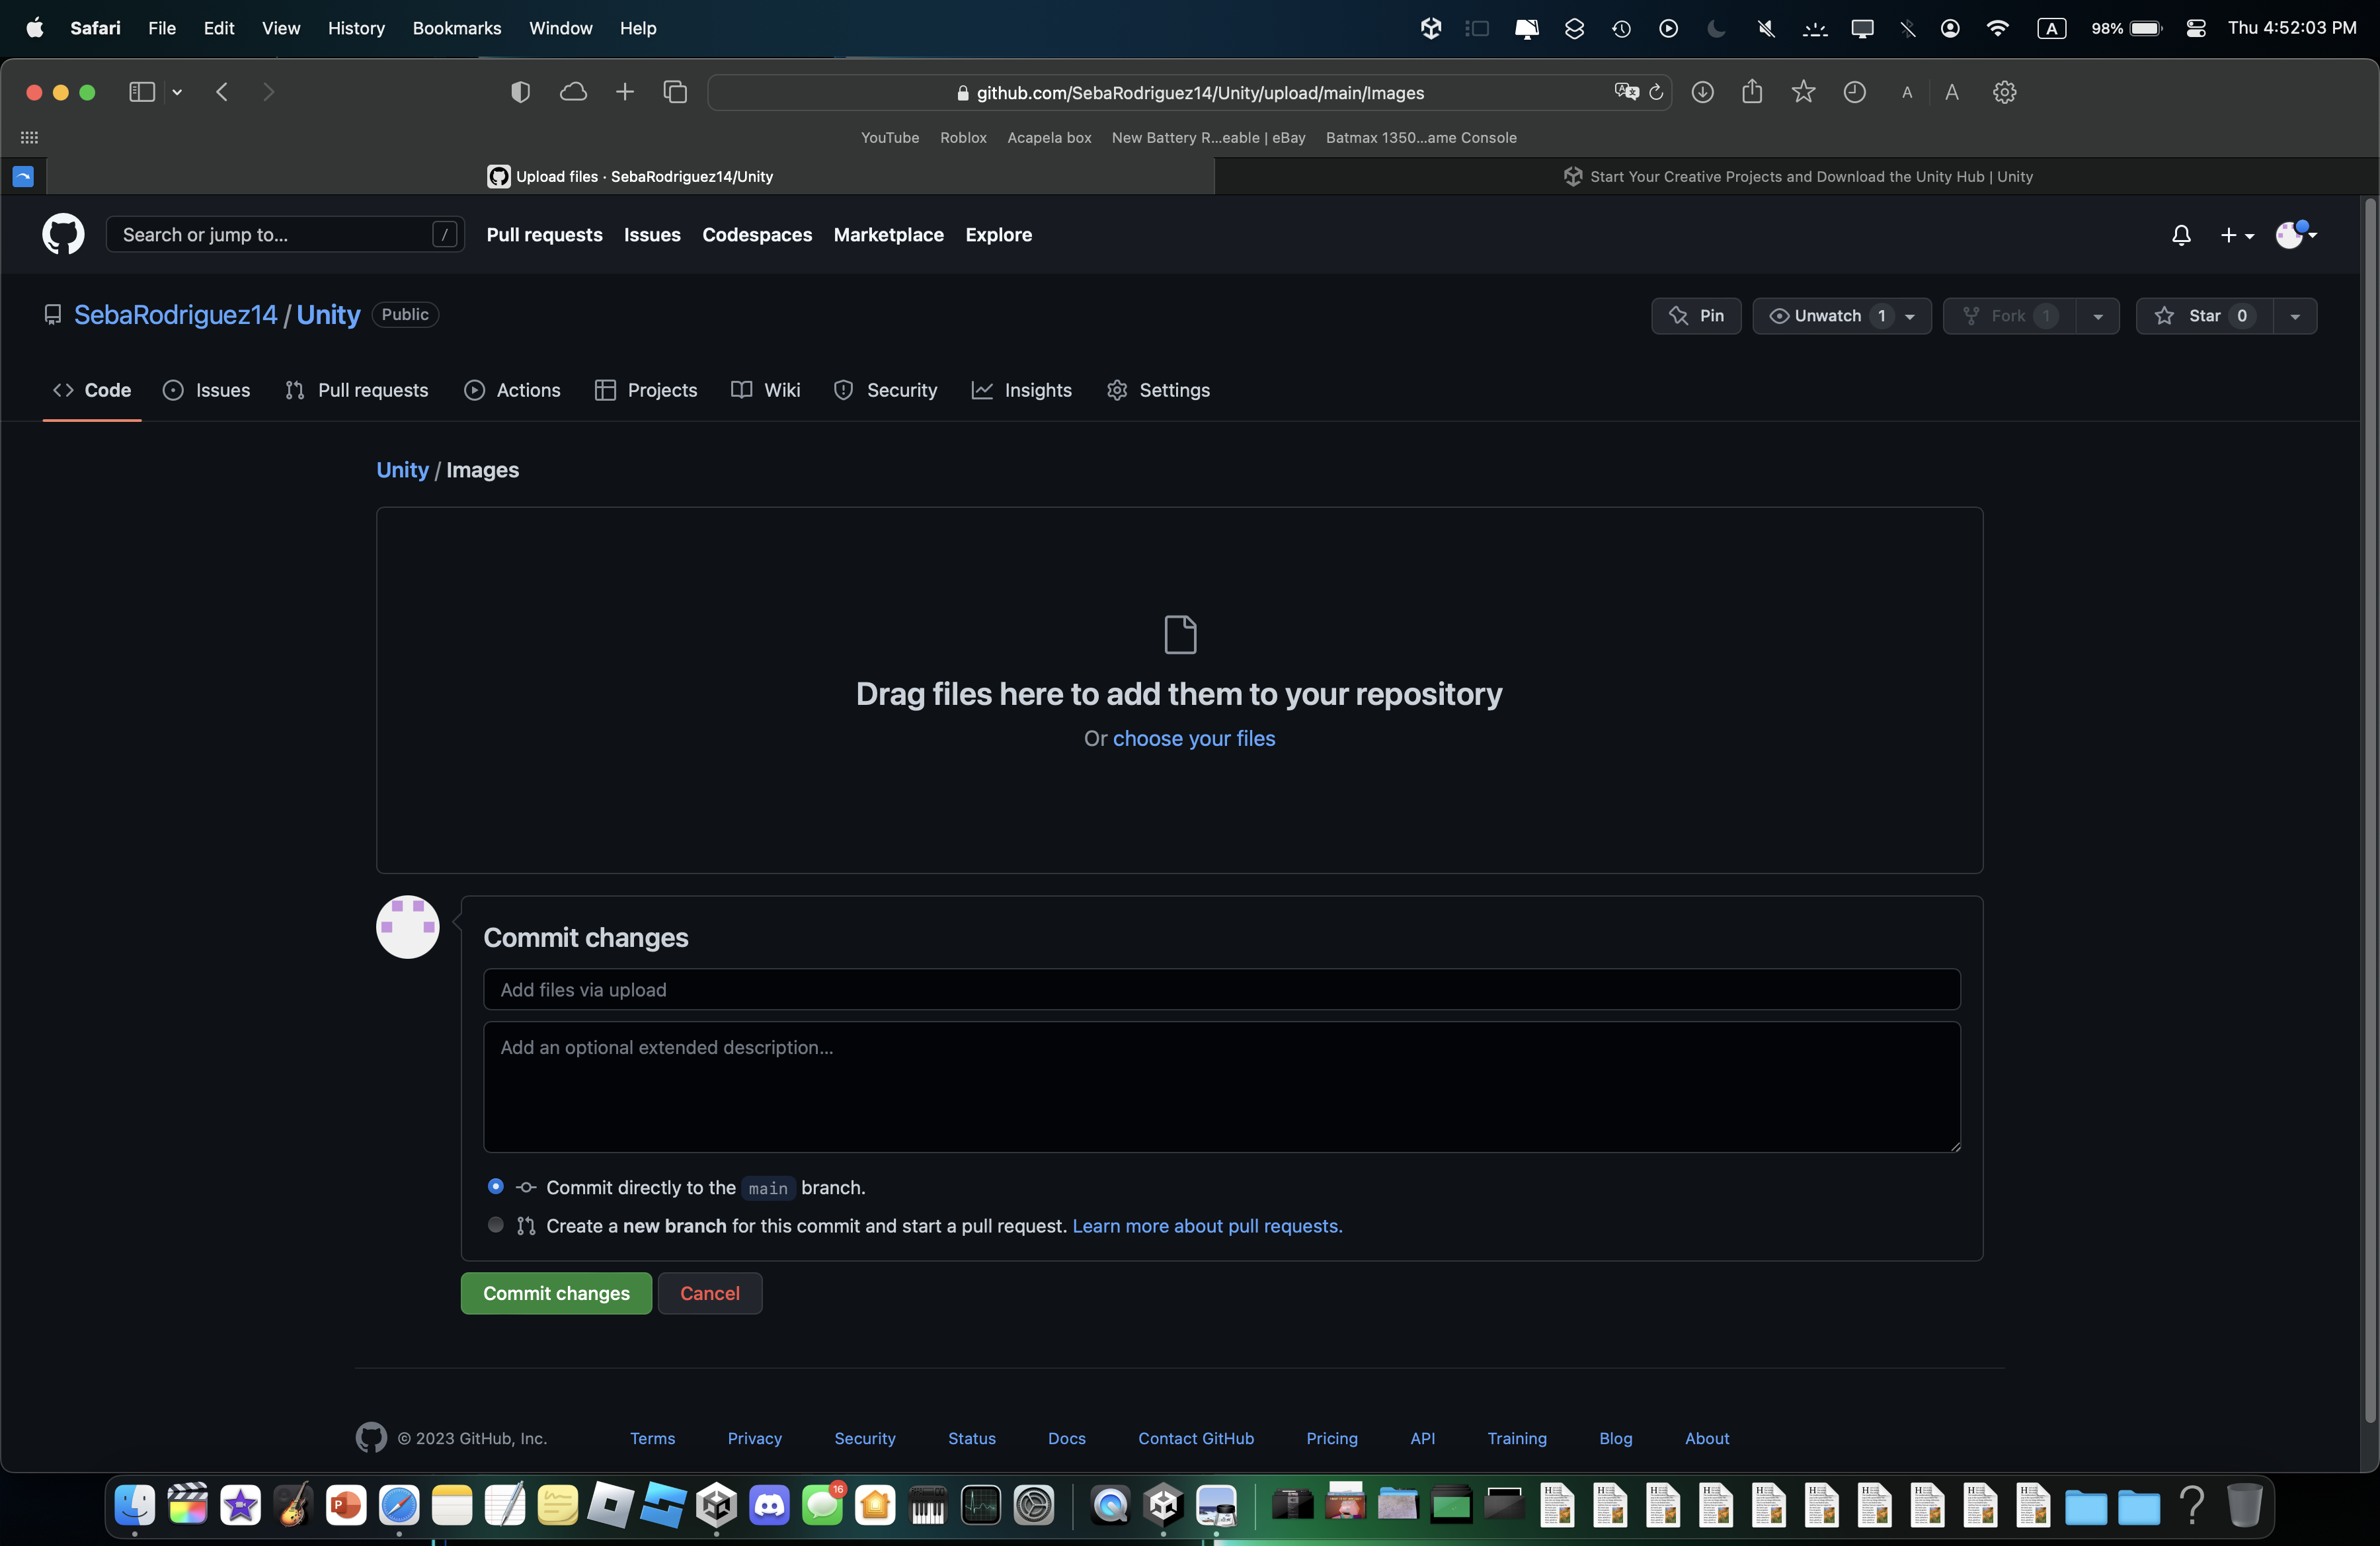 Safari File Edit View History Bookmarks Window Help A 98% Thu 4:52:03 PM
github.com/SebaRodriguez14/Unity/upload/main/Images A A
YouTube Roblox Acapela box New Battery R...eable | eBay Batmax 1350...ame Console
Upload files · SebaRodriguez14/Unity Start Your Creative Projects and Download the Unity Hub | Unity
Search or jump to... / Pull requests Issues Codespaces Marketplace Explore
SebaRodriguez14 / Unity Public Pin Unwatch 1 Fork 1 Star 0
Code Issues Pull requests Actions Projects Wiki Security Insights Settings
Unity / Images
Drag files here to add them to your repository
Or choose your files
Commit changes
Add files via upload
Add an optional extended description...
Commit directly to the main branch.
Create a new branch for this commit and start a pull request. Learn more about pull requests.
Commit changes Cancel
© 2023 GitHub, Inc. Terms Privacy Security Status Docs Contact GitHub Pricing API Training Blog About
16